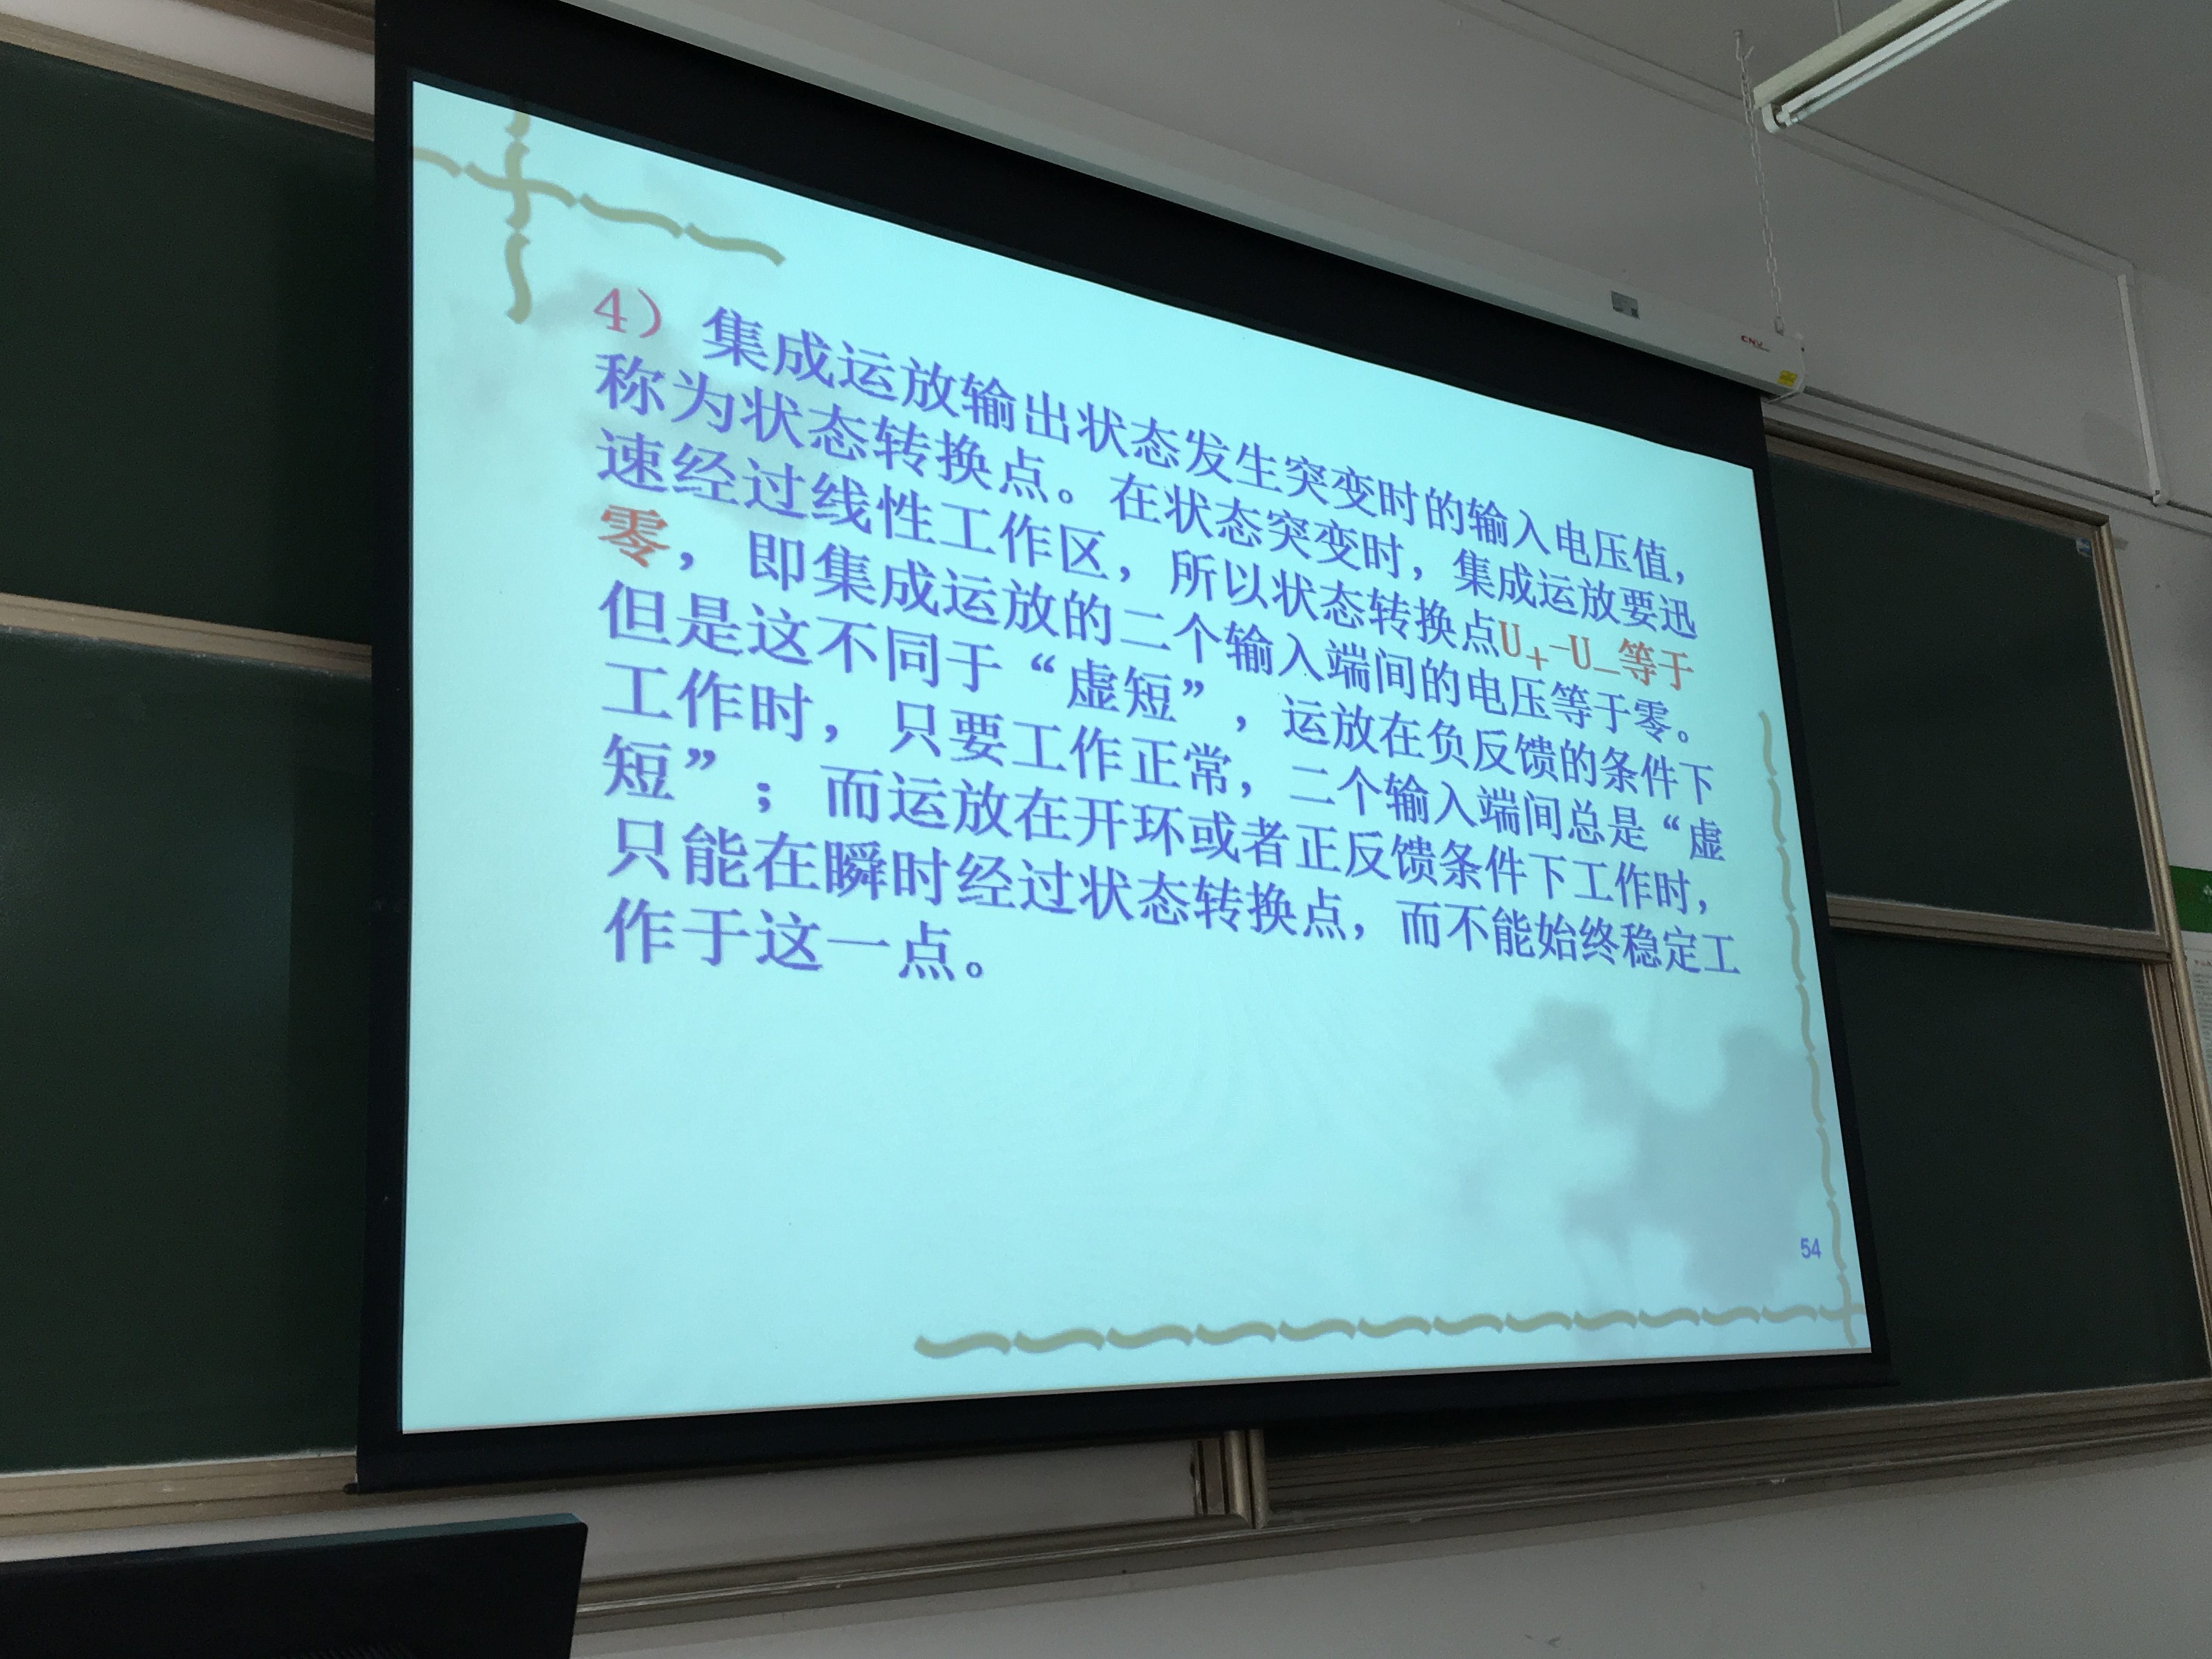 4）集成运放输出状态发生突变时的输入电压值，
称为状态转换点。在状态突变时，集成运放要迅
速经过线性工作区，所以状态转换点U₊-U₋等于
零，即集成运放的二个输入端间的电压等于零。
但是这不同于“虚短”，运放在负反馈的条件下
工作时，只要工作正常，二个输入端间总是“虚
短”；而运放在开环或者正反馈条件下工作时，
只能在瞬时经过状态转换点，而不能始终稳定工
作于这一点。
54